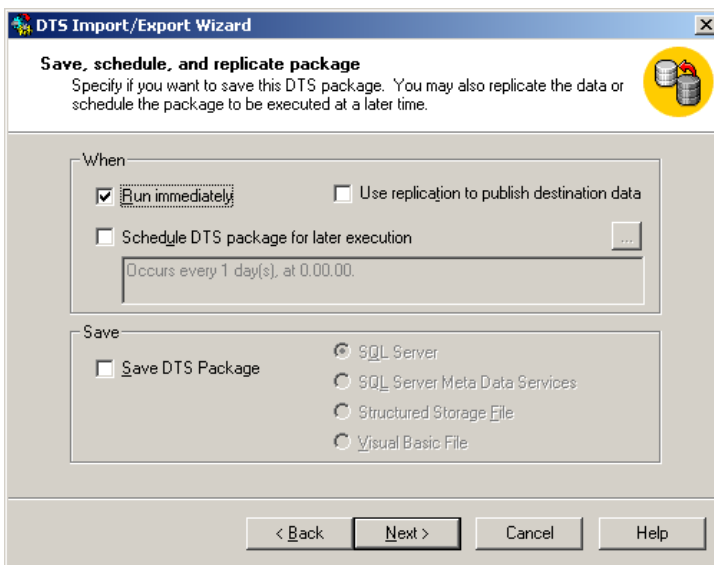 DTS Import/Export Wizard
Save, schedule, and replicate package
Specify if you want to save this DTS package. You may also replicate the data or
schedule the package to be executed at a later time.
When
Run immediately
Use replication to publish destination data
Schedule DTS package for later execution
...
Occurs every 1 day(s), at 0.00.00.
Save
Save DTS Package
SQL Server
SQL Server Meta Data Services
Structured Storage File
Visual Basic File
< Back
Next >
Cancel
Help